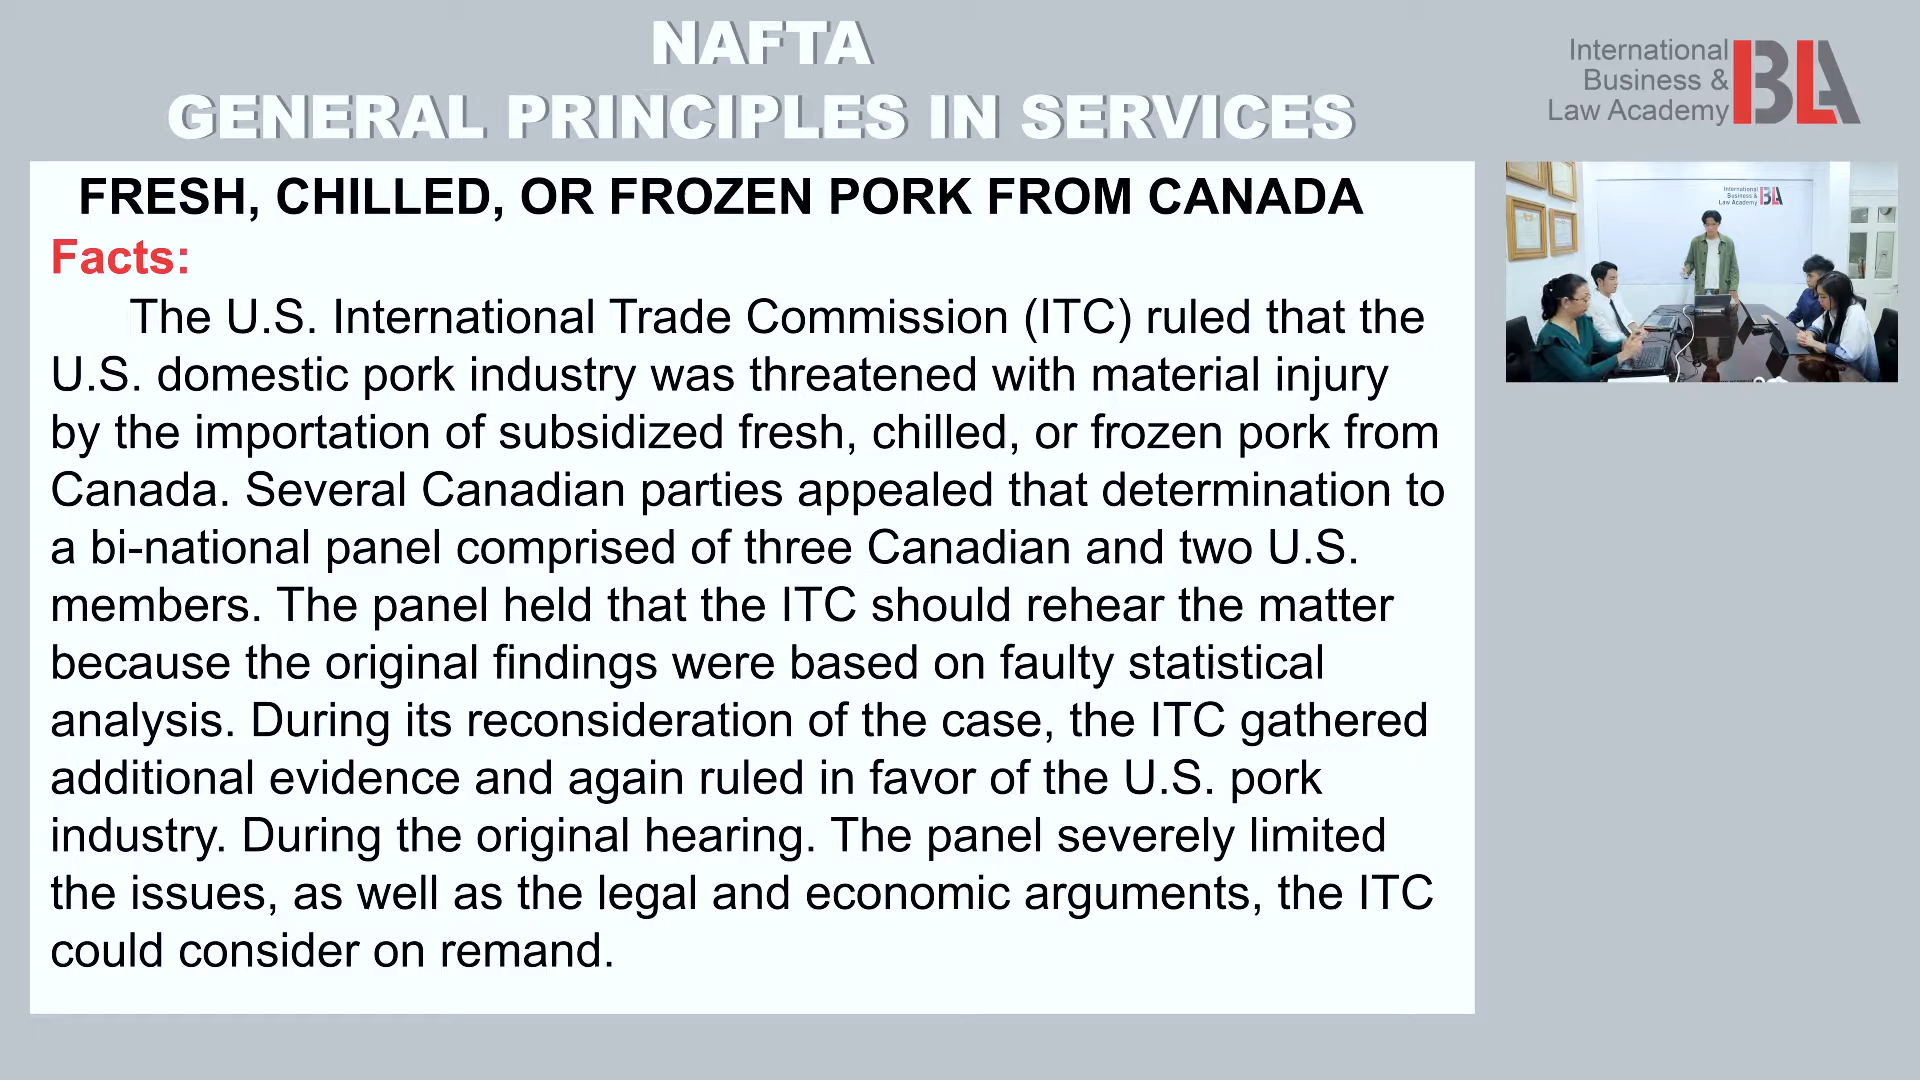 NAFTA
GENERAL PRINCIPLES IN SERVICES
International
Business &
Law Academy
IBLA
FRESH, CHILLED, OR FROZEN PORK FROM CANADA
Facts:
The U.S. International Trade Commission (ITC) ruled that the
U.S. domestic pork industry was threatened with material injury
by the importation of subsidized fresh, chilled, or frozen pork from
Canada. Several Canadian parties appealed that determination to
a bi-national panel comprised of three Canadian and two U.S.
members. The panel held that the ITC should rehear the matter
because the original findings were based on faulty statistical
analysis. During its reconsideration of the case, the ITC gathered
additional evidence and again ruled in favor of the U.S. pork
industry. During the original hearing. The panel severely limited
the issues, as well as the legal and economic arguments, the ITC
could consider on remand.
International
Business &
Law Academy
IBLA